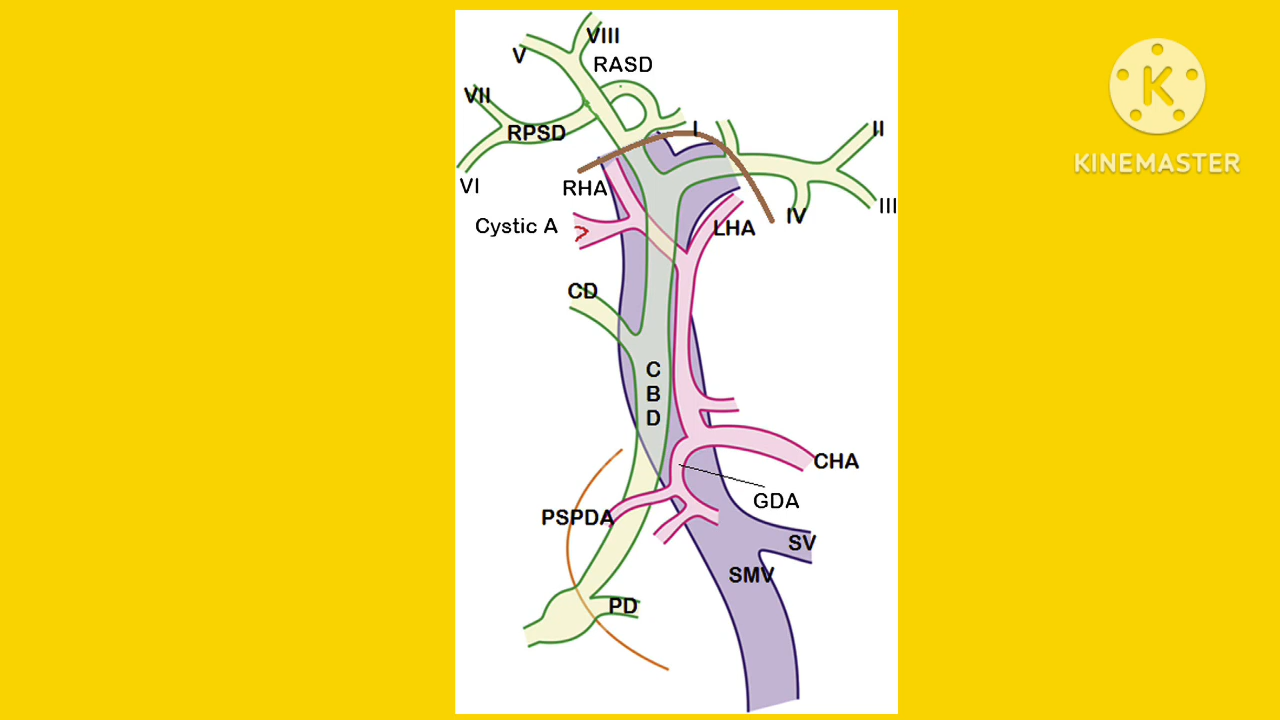 VIII
V
RASD
VII
I
II
RPSD
VI
RHA
III
IV
Cystic A
LHA
CD
C
B
D
CHA
GDA
PSPDA
SV
SMV
PD
K
KINEMASTER